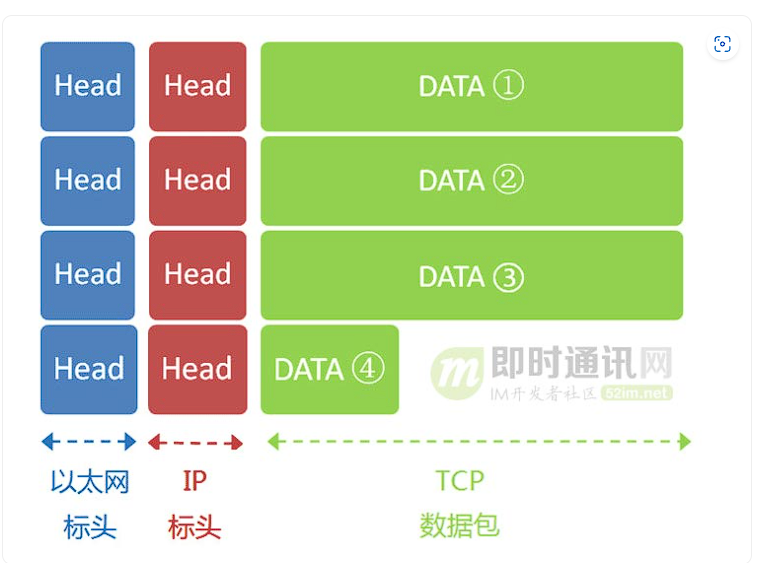 Head Head DATA ①
Head Head DATA ②
Head Head DATA ③
Head Head DATA ④
m 即时通讯网
IM开发者社区 52im.net
以太网 IP TCP
标头 标头 数据包